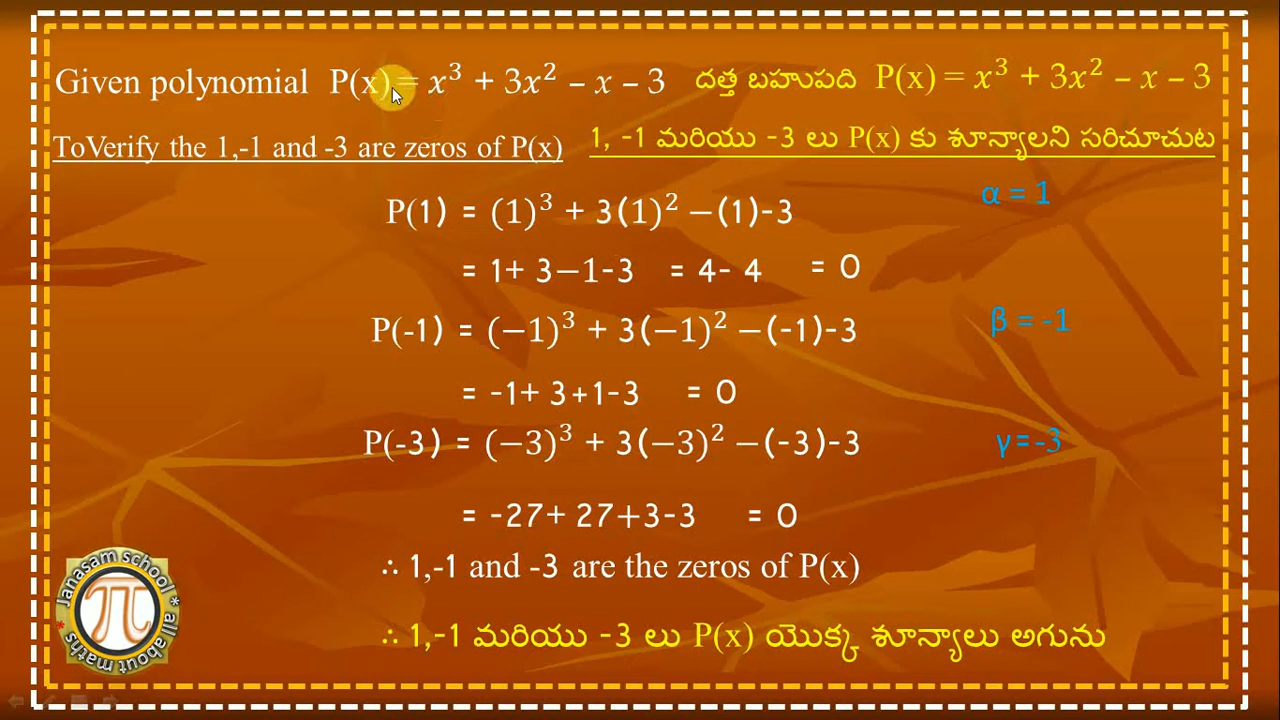 Given polynomial P(x) = x³ + 3x² – x – 3 దత్త బహుపది P(x) = x³ + 3x² – x – 3
ToVerify the 1,-1 and -3 are zeros of P(x) 1, -1 మరియు -3 లు P(x) కు శూన్యాలని సరిచూచుట
P(1) = (1)³ + 3(1)² –(1)-3 α = 1
= 1+ 3–1-3 = 4- 4 = 0
P(-1) = (–1)³ + 3(–1)² –(-1)-3 β = -1
= -1+ 3+1-3 = 0
P(-3) = (–3)³ + 3(–3)² –(-3)-3 γ=-3
= -27+ 27+3-3 = 0
∴ 1,-1 and -3 are the zeros of P(x)
∴ 1,-1 మరియు -3 లు P(x) యొక్క శూన్యాలు అగును
Janasam school * all about maths *
π